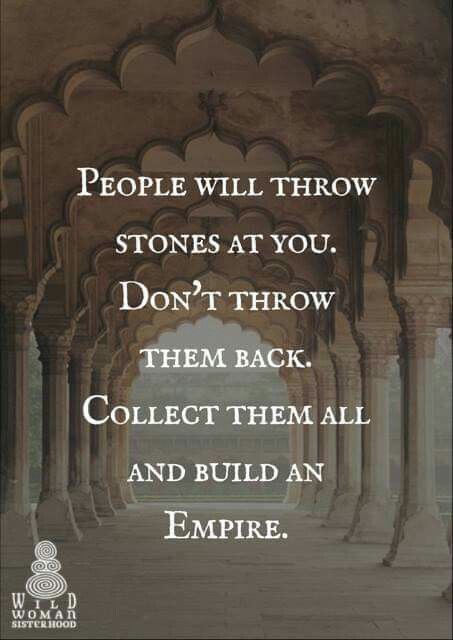 People will throw
stones at you.
Don't throw
them back.
Collect them all
and build an
Empire.
WILD
WOMAN
SISTERHOOD